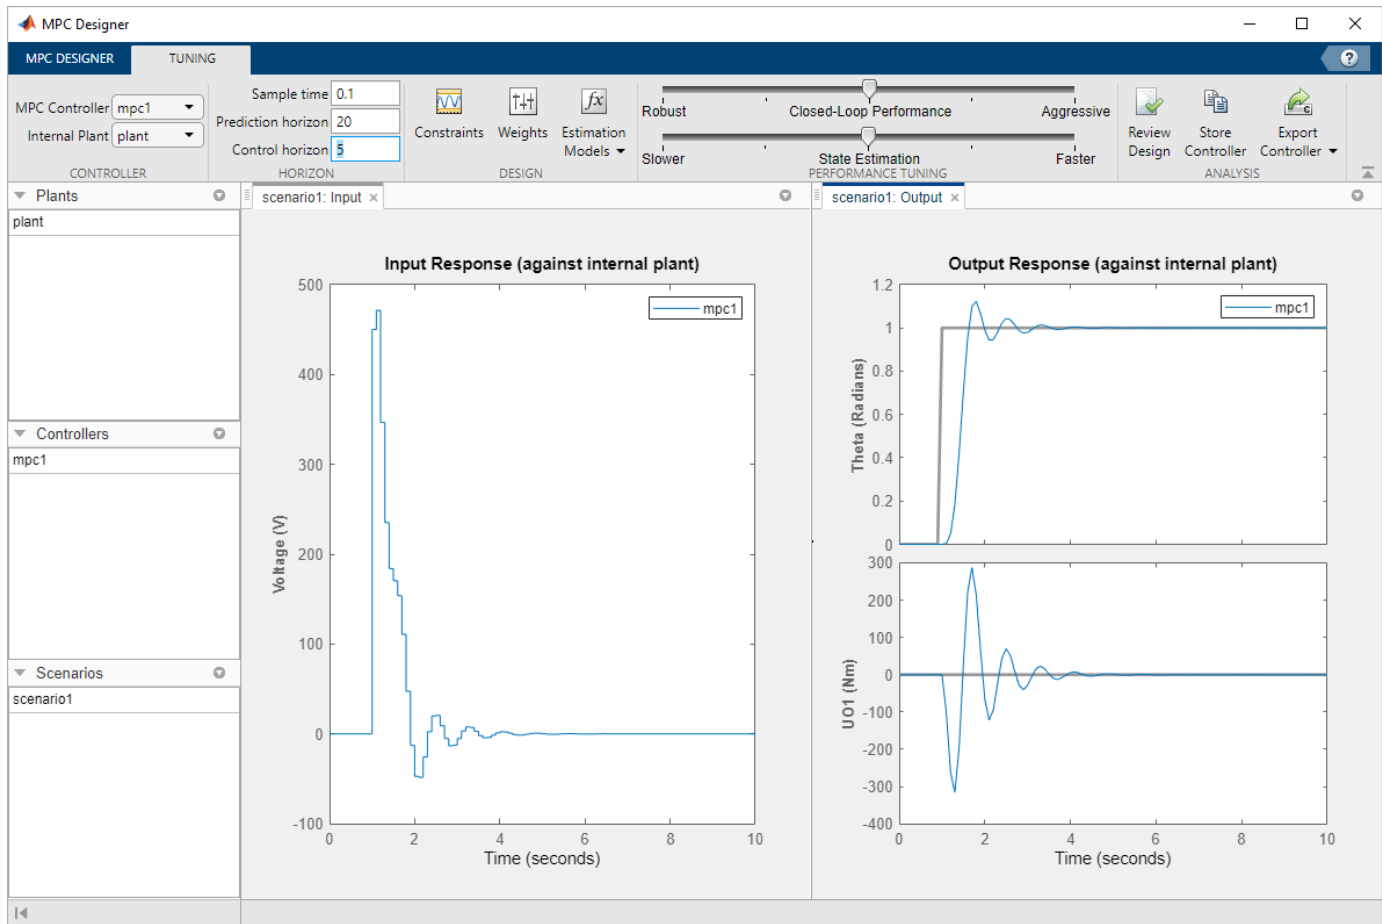 MPC Designer
MPC DESIGNER
TUNING
?
MPC Controller mpc1
Internal Plant plant
CONTROLLER
Sample time 0.1
Prediction horizon 20
Control horizon 5
HORIZON
Constraints
Weights
fx
Estimation
Models
DESIGN
Robust
Closed-Loop Performance
Aggressive
Slower
State Estimation
Faster
PERFORMANCE TUNING
Review
Design
Store
Controller
C
Export
Controller
ANALYSIS
Plants
plant
Controllers
mpc1
Scenarios
scenario1
scenario1: Input
Input Response (against internal plant)
mpc1
500
400
300
200
100
0
-100
Voltage (V)
0 2 4 6 8 10
Time (seconds)
scenario1: Output
Output Response (against internal plant)
mpc1
1.2
1
0.8
0.6
0.4
0.2
0
Theta (Radians)
300
200
100
0
-100
-200
-300
-400
UO1 (Nm)
0 2 4 6 8 10
Time (seconds)